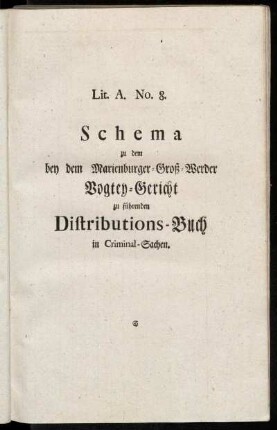 Lit. A. No. 8.
Schema
zu dem
bey dem Marienburger-Groß-Werder
Vogtey-Gericht
zu führenden
Distributions-Buch
in Criminal-Sachen.